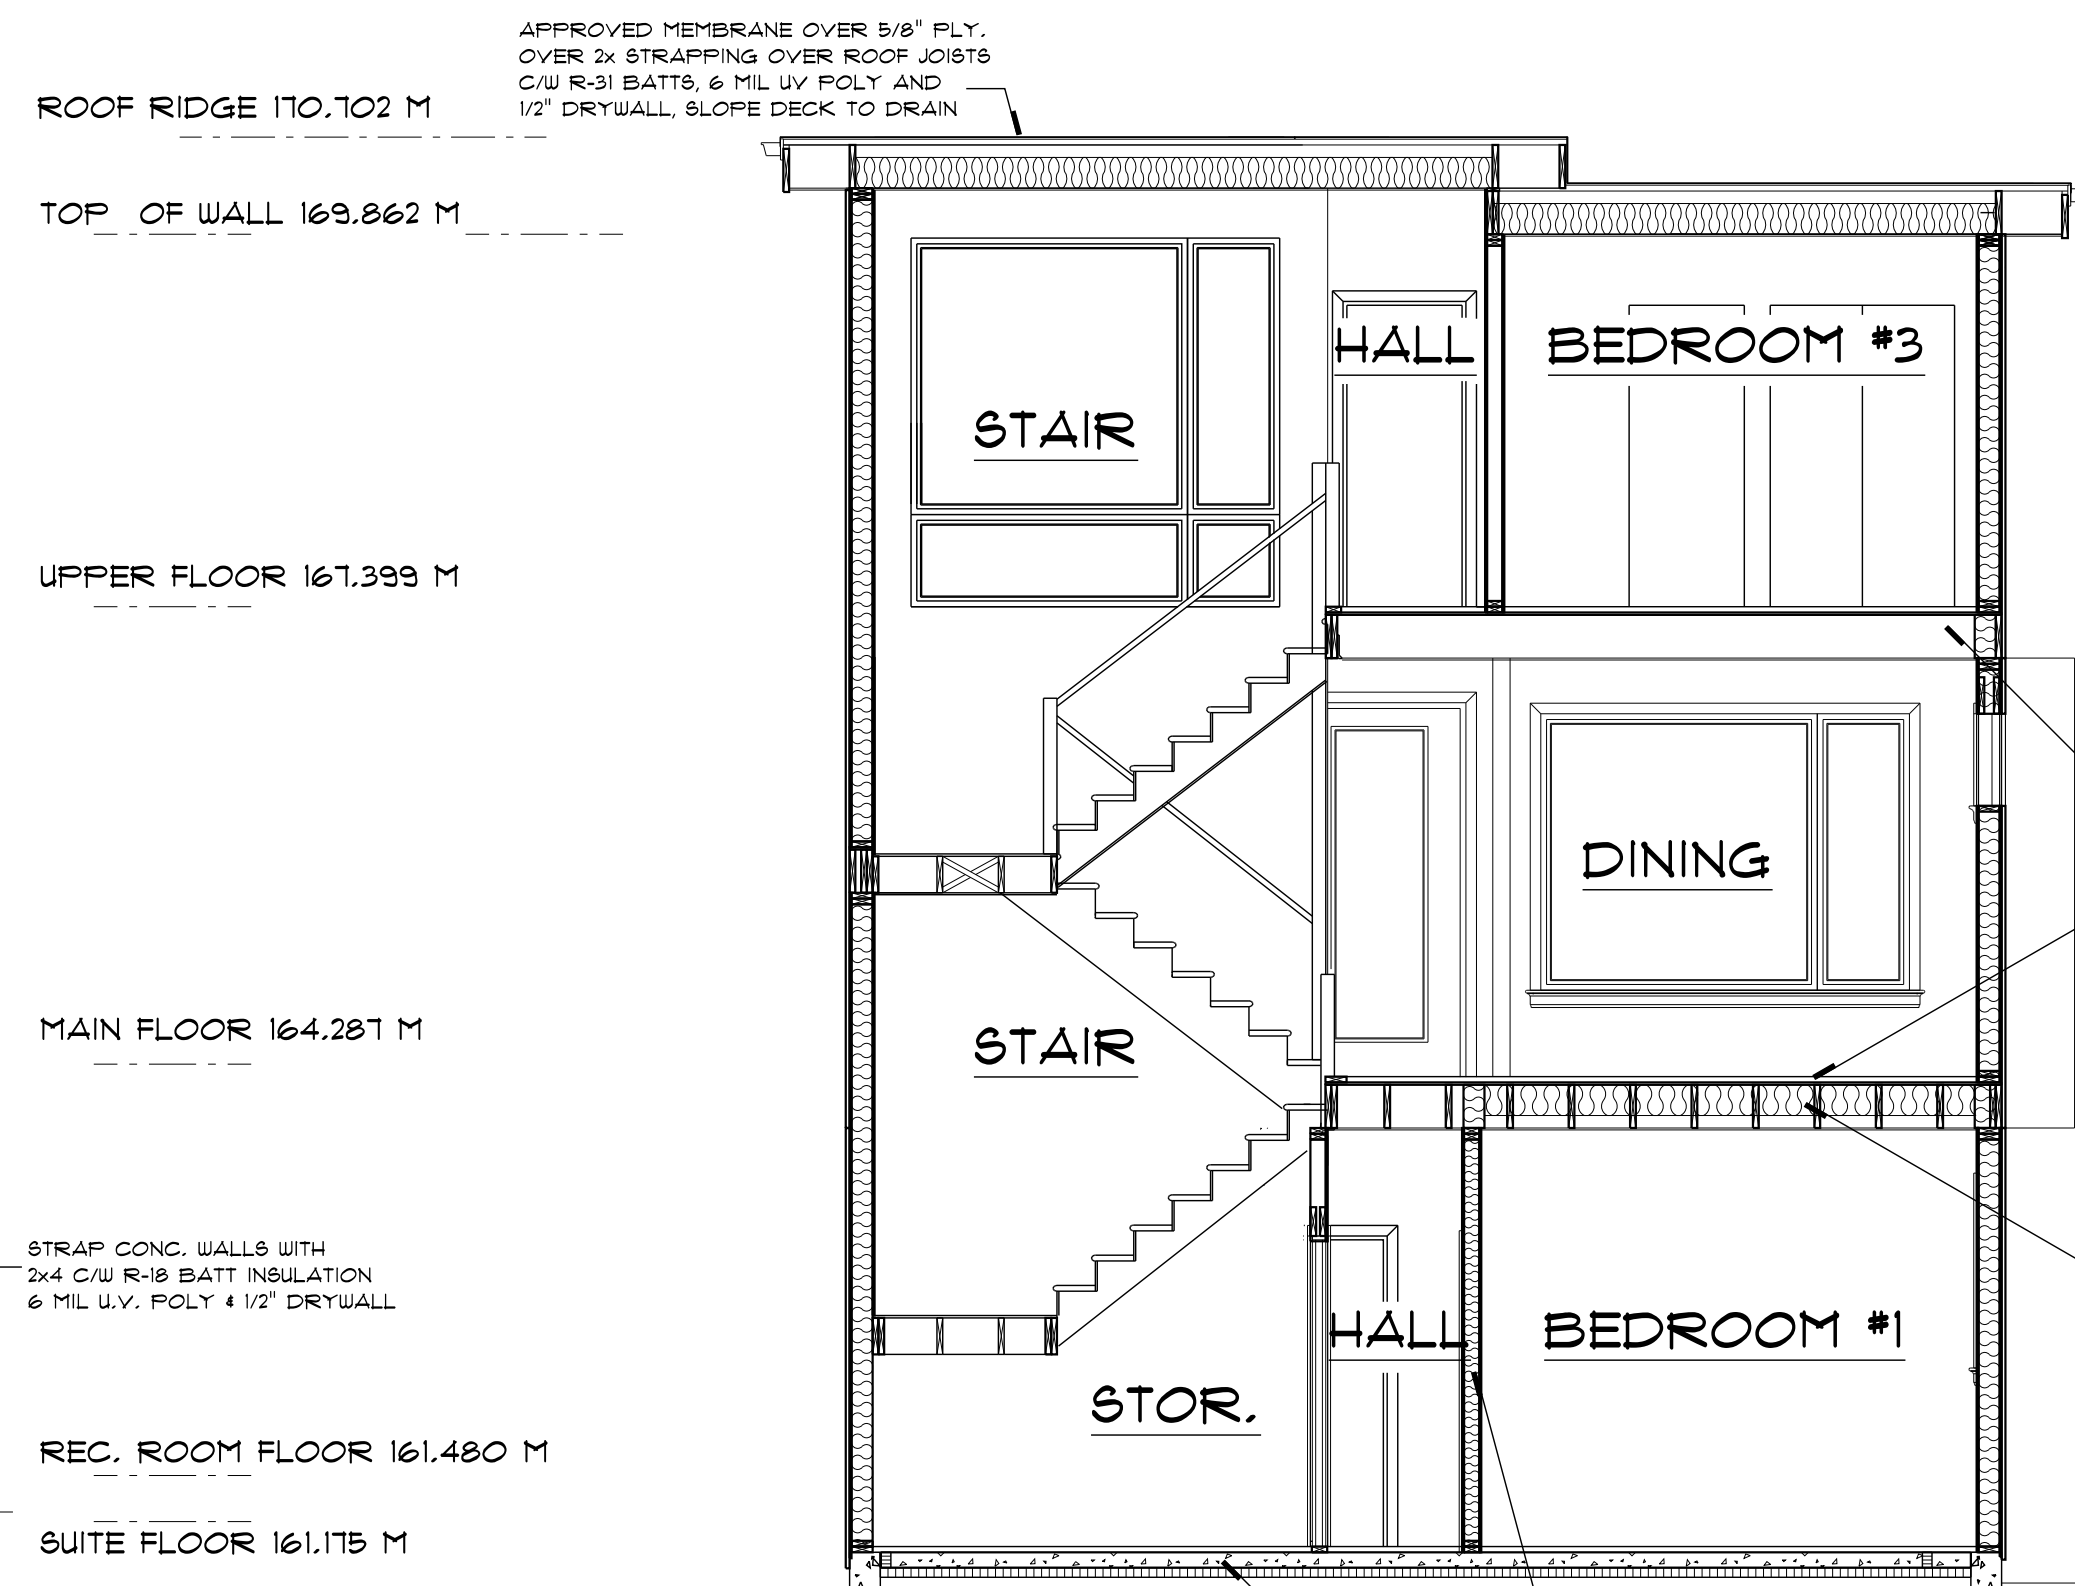 APPROVED MEMBRANE OVER 5/8" PLY.
OVER 2x STRAPPING OVER ROOF JOISTS
C/W R-31 BATTS, 6 MIL UV POLY AND
1/2" DRYWALL, SLOPE DECK TO DRAIN
ROOF RIDGE 170.702 M
TOP OF WALL 169.862 M
HALL
BEDROOM #3
STAIR
UPPER FLOOR 167.399 M
DINING
MAIN FLOOR 164.287 M
STAIR
STRAP CONC. WALLS WITH
2x4 C/W R-18 BATT INSULATION
6 MIL U.V. POLY & 1/2" DRYWALL
HALL
BEDROOM #1
STOR.
REC. ROOM FLOOR 161.480 M
SUITE FLOOR 161.175 M